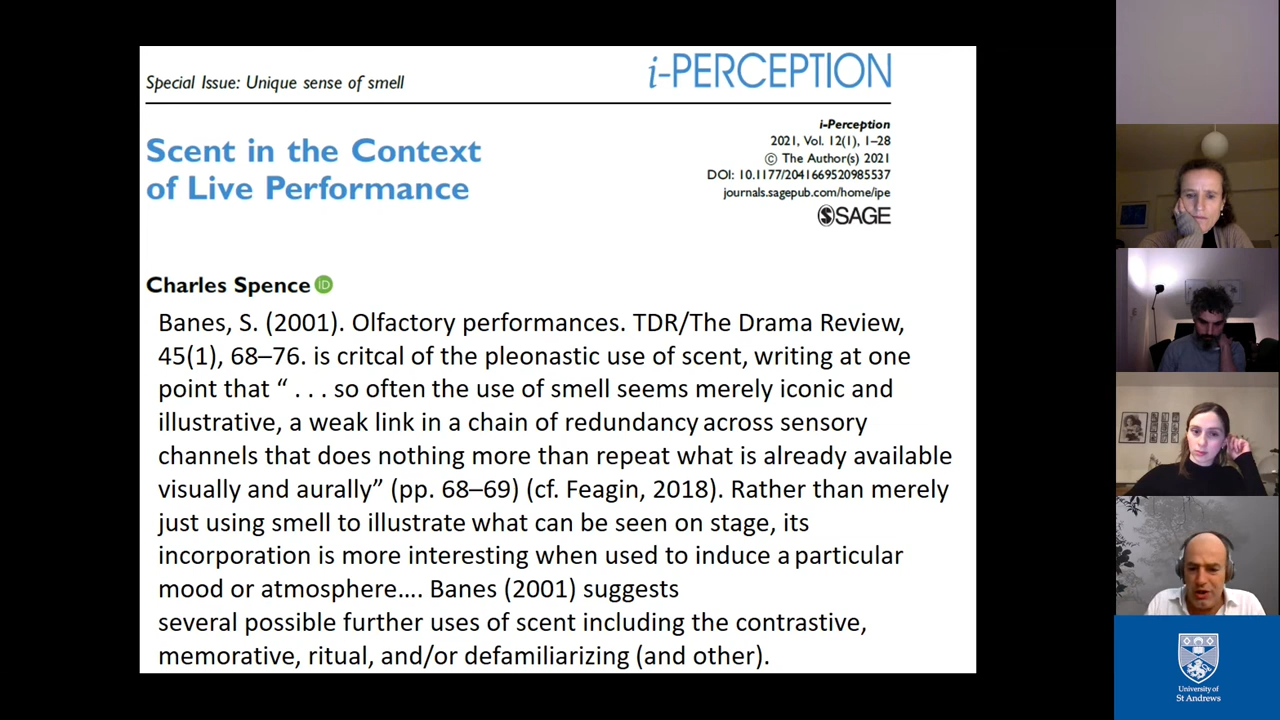 Special Issue: Unique sense of smell
i-PERCEPTION
Scent in the Context
of Live Performance
i-Perception
2021, Vol. 12(1), 1–28
© The Author(s) 2021
DOI: 10.1177/2041669520985537
journals.sagepub.com/home/ipe
SAGE
Charles Spence iD
Banes, S. (2001). Olfactory performances. TDR/The Drama Review,
45(1), 68–76. is critcal of the pleonastic use of scent, writing at one
point that “ . . . so often the use of smell seems merely iconic and
illustrative, a weak link in a chain of redundancy across sensory
channels that does nothing more than repeat what is already available
visually and aurally” (pp. 68–69) (cf. Feagin, 2018). Rather than merely
just using smell to illustrate what can be seen on stage, its
incorporation is more interesting when used to induce a particular
mood or atmosphere…. Banes (2001) suggests
several possible further uses of scent including the contrastive,
memorative, ritual, and/or defamiliarizing (and other).
University of
St Andrews